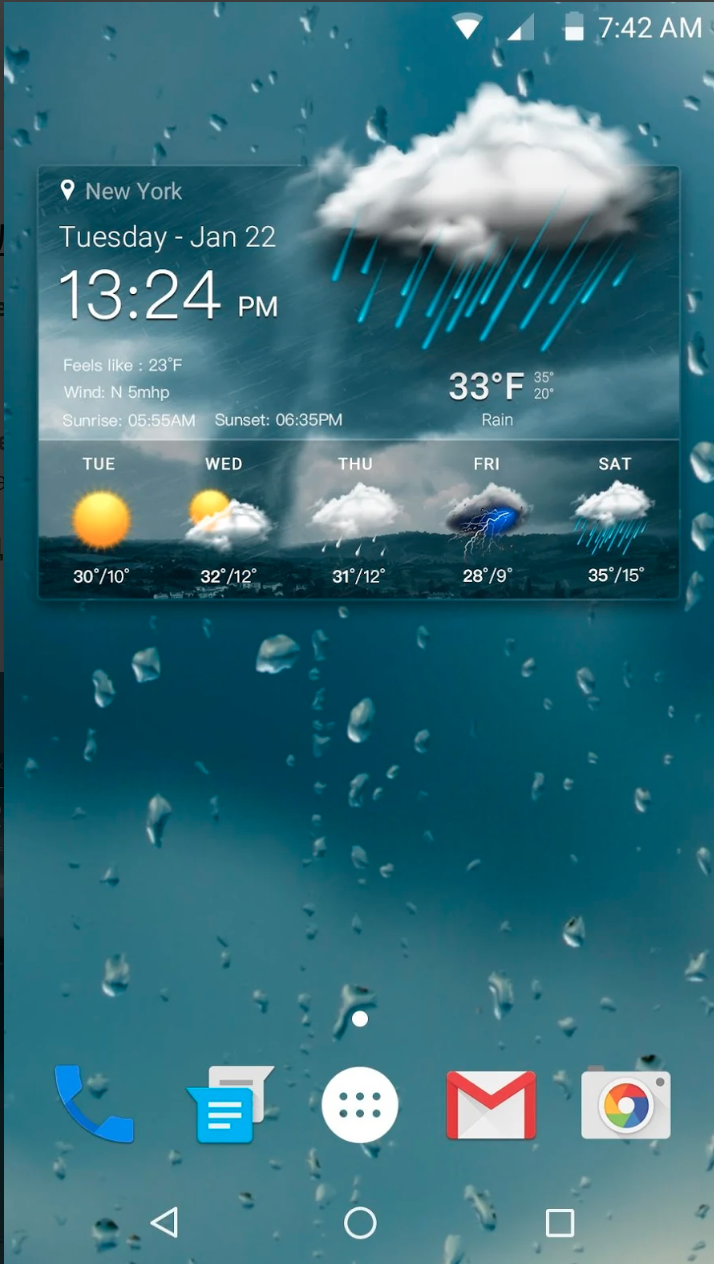 7:42 AM
New York
Tuesday - Jan 22
13:24 PM
Feels like : 23°F
Wind: N 5mhp
Sunrise: 05:55AM Sunset: 06:35PM
33°F 35° 20°
Rain
TUE WED THU FRI SAT
30°/10° 32°/12° 31°/12° 28°/9° 35°/15°